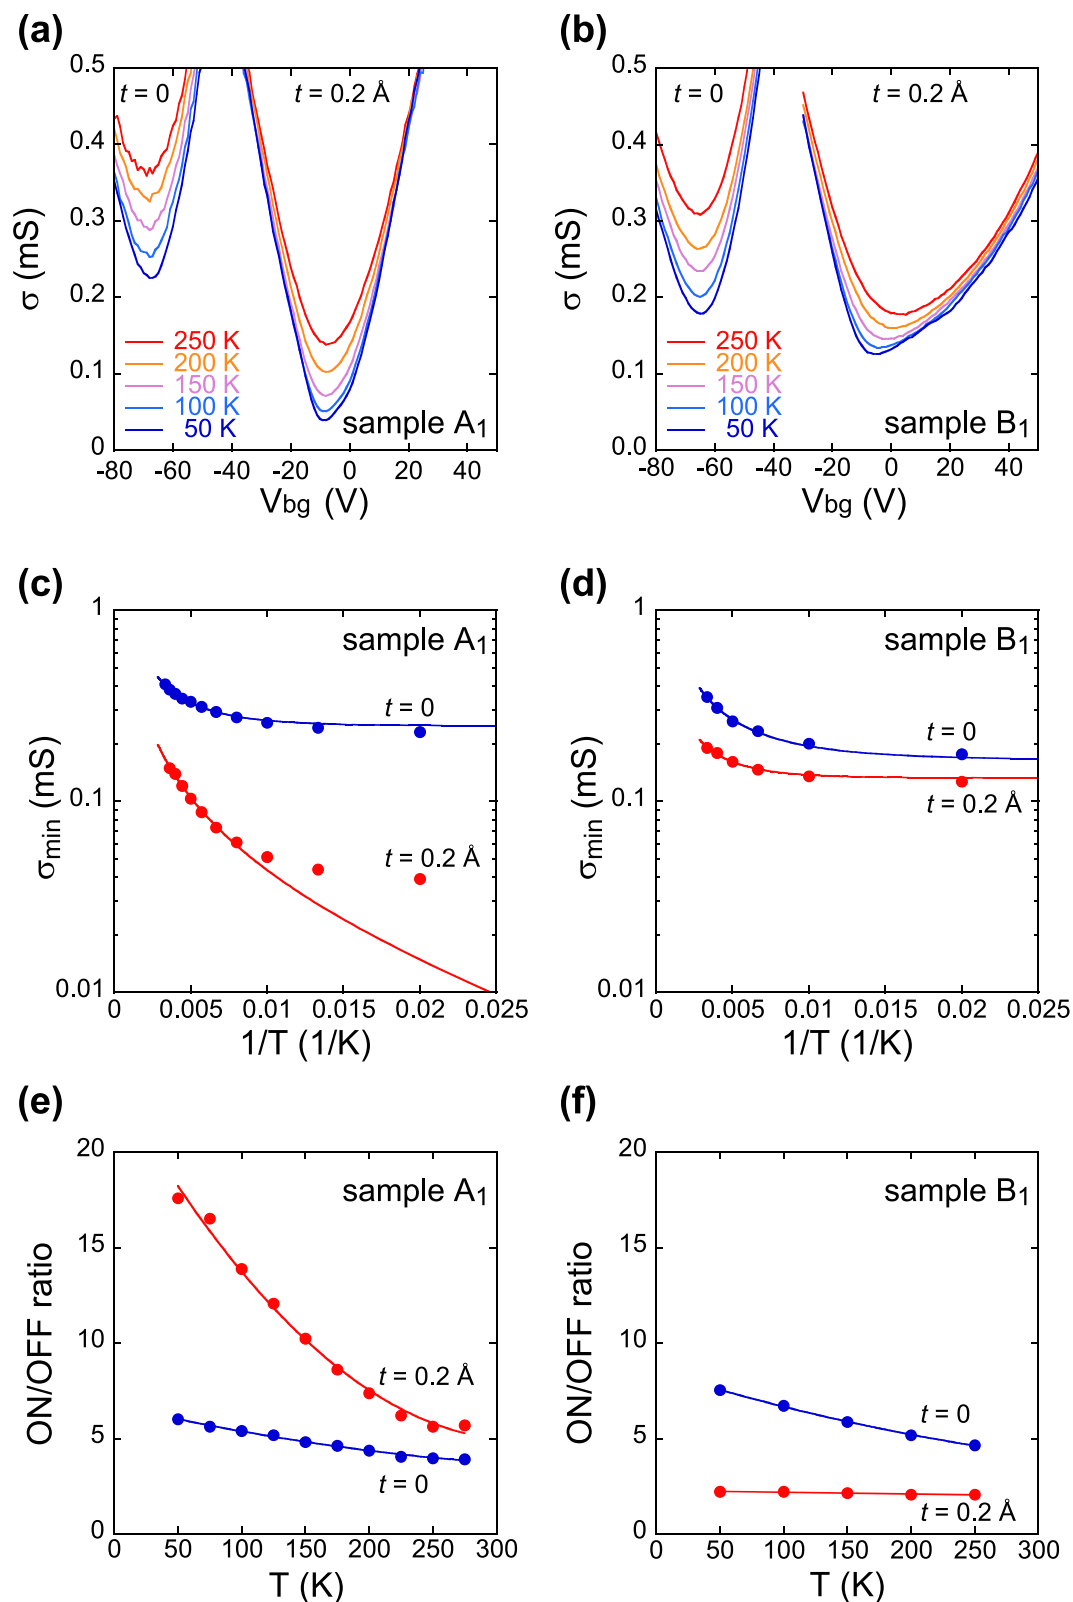 (a)
0.5
0.4
0.3
0.2
0.1
0
σ (mS)
t = 0
t = 0.2 Å
250 K
200 K
150 K
100 K
50 K
sample A1
-80 -60 -40 -20 0 20 40
Vbg (V)
(b)
0.5
0.4
0.3
0.2
0.1
0.0
σ (mS)
t = 0
t = 0.2 Å
250 K
200 K
150 K
100 K
50 K
sample B1
-80 -60 -40 -20 0 20 40
Vbg (V)
(c)
1
0.1
0.01
σmin (mS)
sample A1
t = 0
t = 0.2 Å
0 0.005 0.01 0.015 0.02 0.025
1/T (1/K)
(d)
1
0.1
0.01
σmin (mS)
sample B1
t = 0
t = 0.2 Å
0 0.005 0.01 0.015 0.02 0.025
1/T (1/K)
(e)
20
15
10
5
0
ON/OFF ratio
sample A1
t = 0.2 Å
t = 0
0 50 100 150 200 250 300
T (K)
(f)
20
15
10
5
0
ON/OFF ratio
sample B1
t = 0
t = 0.2 Å
0 50 100 150 200 250 300
T (K)